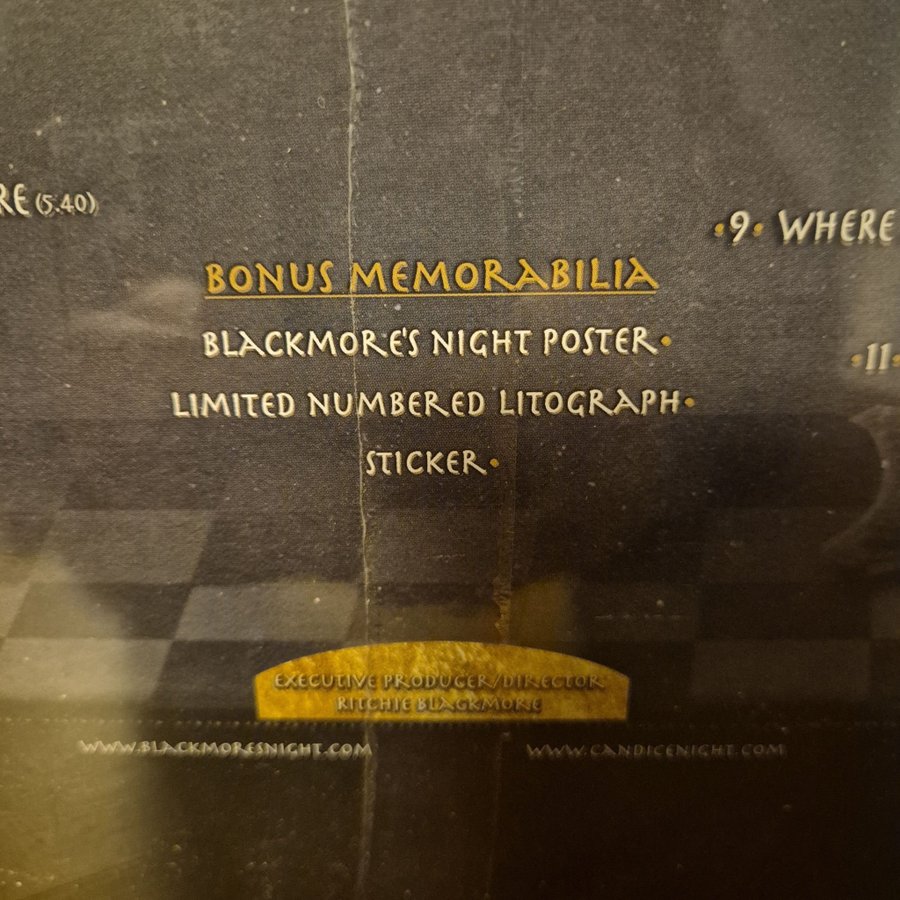 RE (5.40)
•9• WHERE
BONUS MEMORABILIA
BLACKMORE'S NIGHT POSTER•
•11•
LIMITED NUMBERED LITOGRAPH•
STICKER•
EXECUTIVE PRODUCER/DIRECTOR
RITCHIE BLACKMORE
WWW.BLACKMORESNIGHT.COM
WWW.CANDICENIGHT.COM